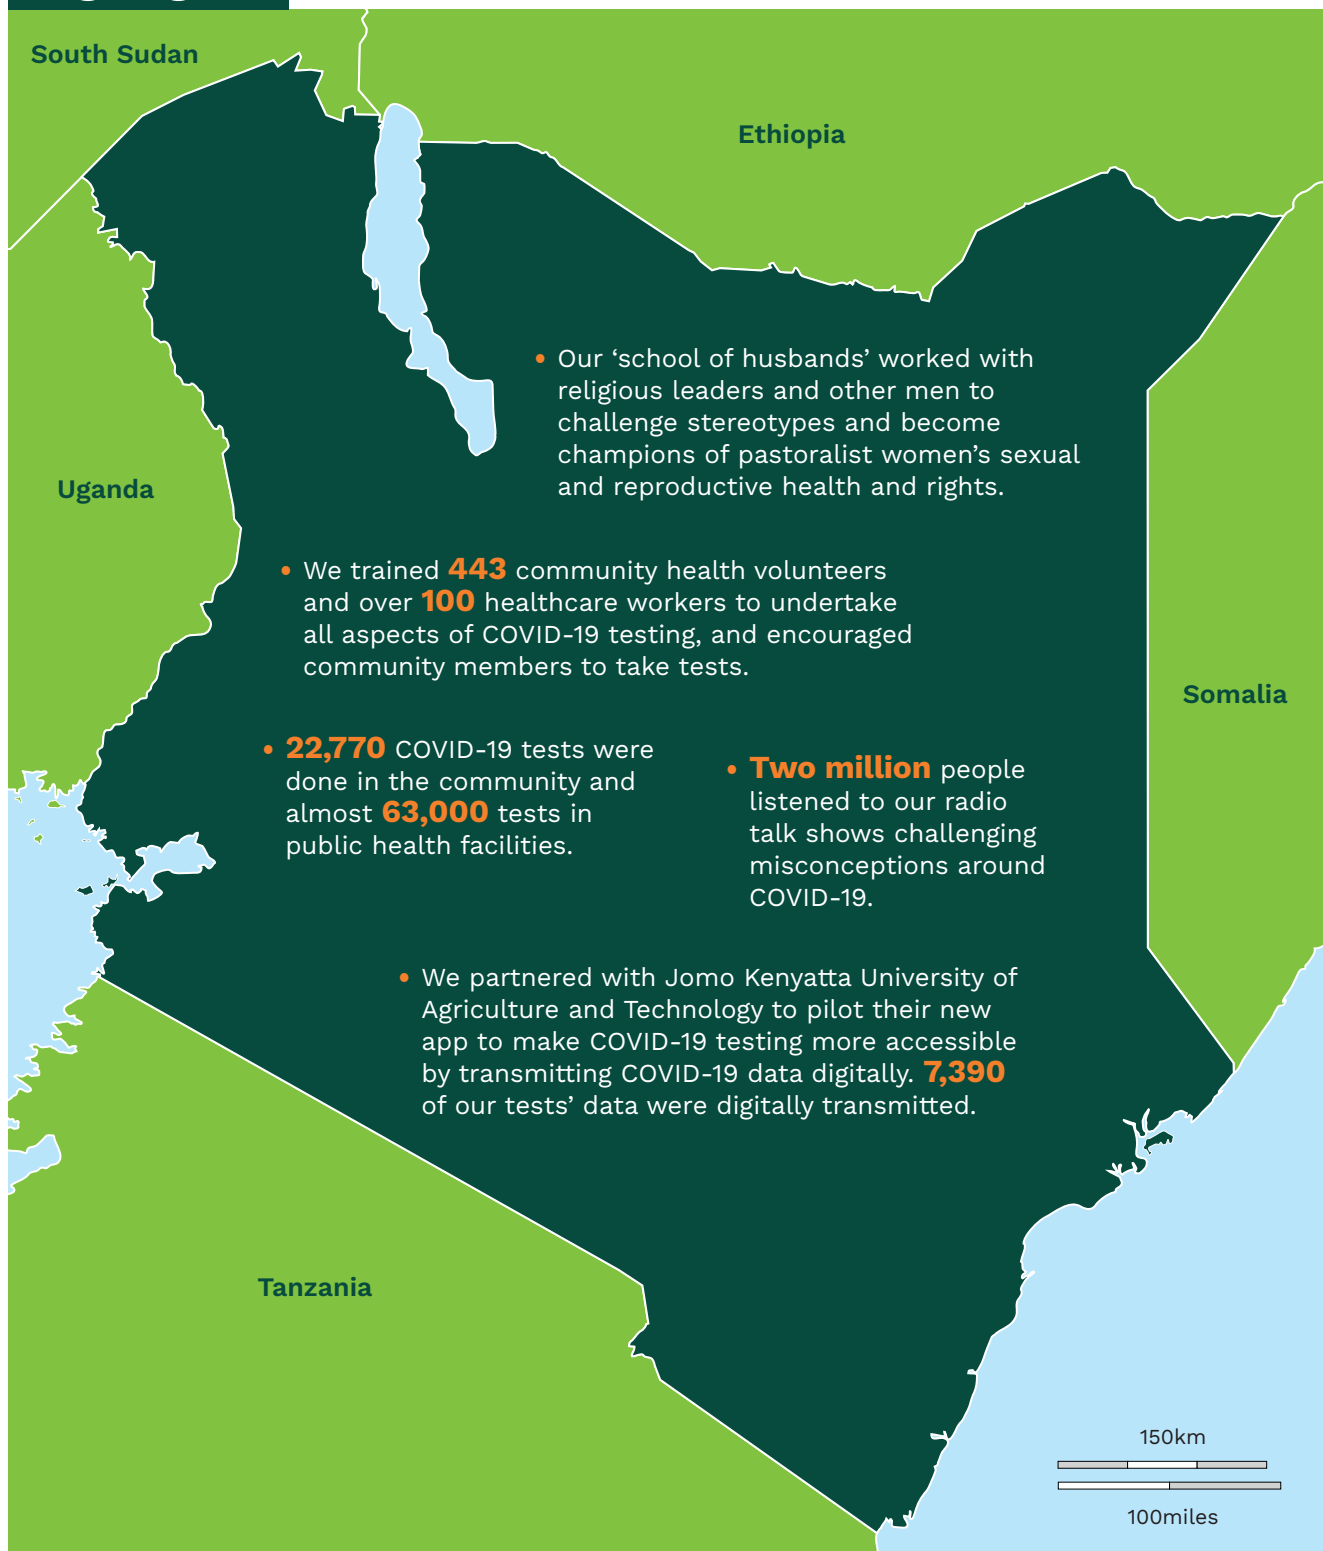 South Sudan
Ethiopia
• Our ‘school of husbands’ worked with
religious leaders and other men to
challenge stereotypes and become
champions of pastoralist women’s sexual
and reproductive health and rights.
Uganda
• We trained 443 community health volunteers
and over 100 healthcare workers to undertake
all aspects of COVID-19 testing, and encouraged
community members to take tests.
Somalia
• 22,770 COVID-19 tests were
done in the community and
almost 63,000 tests in
public health facilities.
• Two million people
listened to our radio
talk shows challenging
misconceptions around
COVID-19.
• We partnered with Jomo Kenyatta University of
Agriculture and Technology to pilot their new
app to make COVID-19 testing more accessible
by transmitting COVID-19 data digitally. 7,390
of our tests’ data were digitally transmitted.
Tanzania
150km
100miles